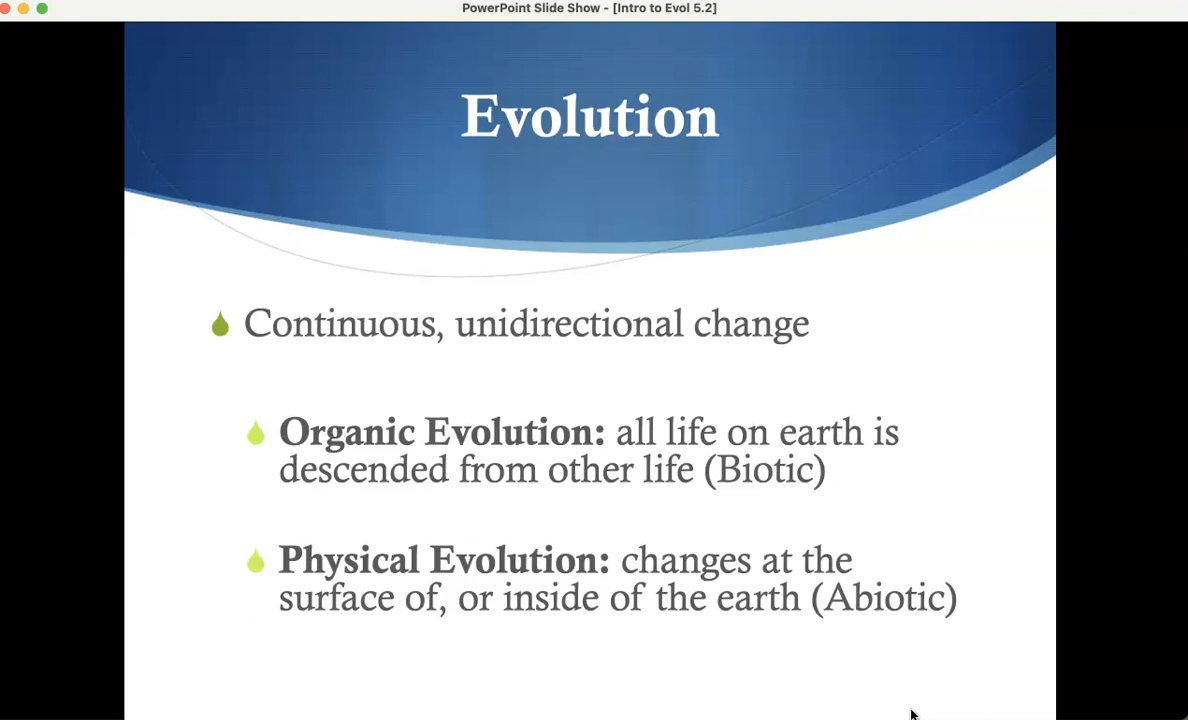 PowerPoint Slide Show - [Intro to Evol 5.2]
Evolution
Continuous, unidirectional change
Organic Evolution: all life on earth is
descended from other life (Biotic)
Physical Evolution: changes at the
surface of, or inside of the earth (Abiotic)